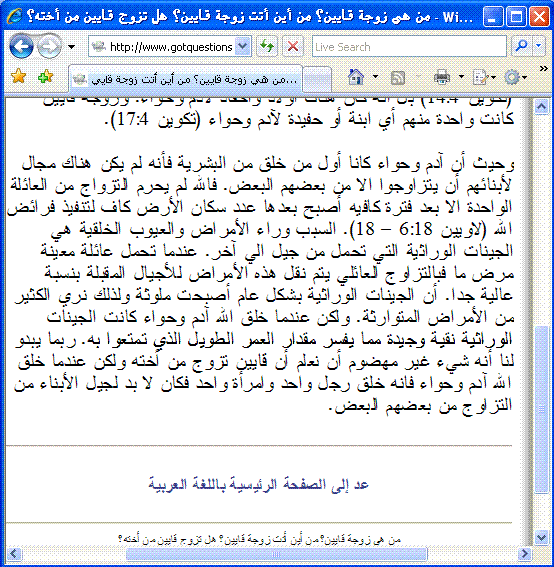 من هي زوجة قايين؟ من أين أتت زوجة قايين؟ هل تزوج قايين من أخته؟ - Wi...
http://www.gotquestions
Live Search
من هي زوجة قايين؟ من أين أتت زوجة قايي...
(تكوين 14:4) بل أنه كان هناك أولاد وأحفاد لآدم وحواء. وزوجة قايين
كانت واحدة منهم أي ابنة أو حفيدة لآدم وحواء (تكوين 17:4).
وحيث أن آدم وحواء كانا أول من خلق من البشرية فأنه لم يكن هناك مجال
لأبنائهم أن يتزاوجوا الا من بعضهم البعض. فالله لم يحرم التزواج من العائلة
الواحدة الا بعد فترة كافيه أصبح بعدها عدد سكان الأرض كاف لتنفيذ فرائض
الله (لاويين 6:18 – 18). السبب وراء الأمراض والعيوب الخلقية هي
الجينات الوراثية التي تحمل من جيل الي آخر. عندما تحمل عائلة معينة
مرض ما فبالتزاوج العائلي يتم نقل هذه الأمراض للأجيال المقبلة بنسبة
عالية جدا. أن الجينات الوراثية بشكل عام أصبحت ملوثة ولذلك نري الكثير
من الأمراض المتوارثة. ولكن عندما خلق الله آدم وحواء كانت الجينات
الوراثية نقية وجيدة مما يفسر مقدار العمر الطويل الذي تمتعوا به. ربما يبدو
لنا أنه شيء غير مهضوم أن نعلم أن قايين تزوج من أخته ولكن عندما خلق
الله آدم وحواء فانه خلق رجل واحد وامرأة واحد فكان لا بد لجيل الأبناء من
التزاوج من بعضهم البعض.
عد إلى الصفحة الرئيسية باللغة العربية
من هي زوجة قايين؟ من أين أتت زوجة قايين؟ هل تزوج قايين من أخته؟